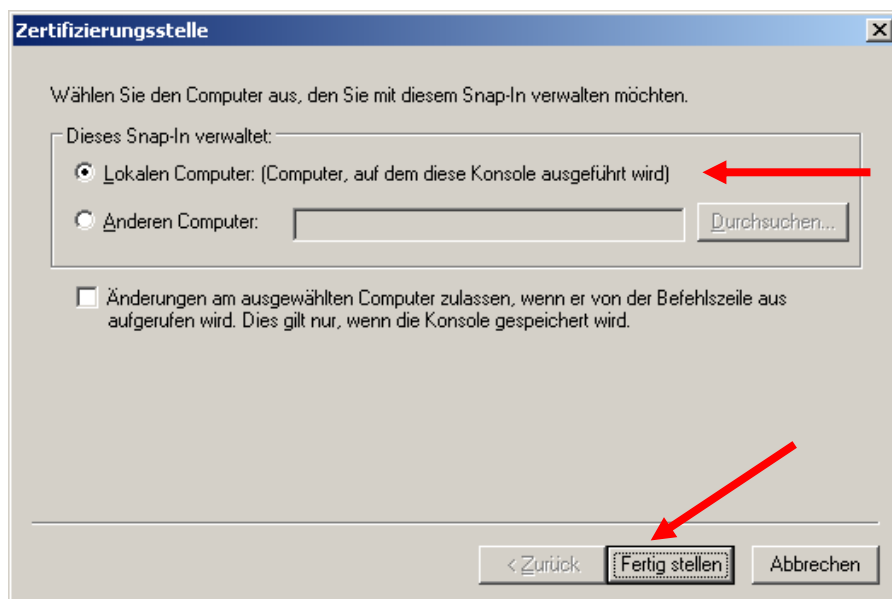 Zertifizierungsstelle
Wählen Sie den Computer aus, den Sie mit diesem Snap-In verwalten möchten.
Dieses Snap-In verwaltet:
Lokalen Computer: (Computer, auf dem diese Konsole ausgeführt wird)
Anderen Computer: Durchsuchen...
Änderungen am ausgewählten Computer zulassen, wenn er von der Befehlszeile aus
aufgerufen wird. Dies gilt nur, wenn die Konsole gespeichert wird.
< Zurück Fertig stellen Abbrechen